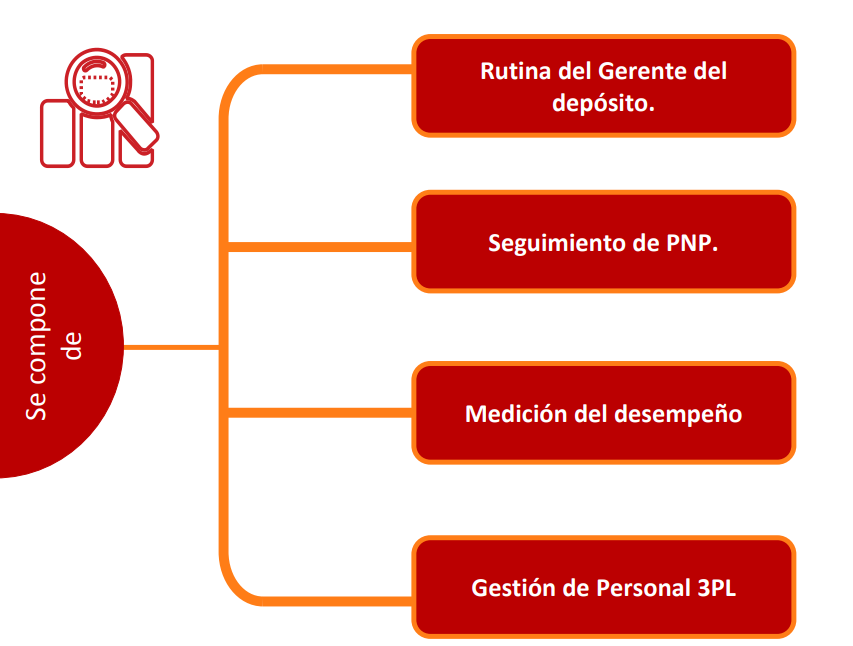 Se compone
de
Rutina del Gerente del
depósito.
Seguimiento de PNP.
Medición del desempeño
Gestión de Personal 3PL